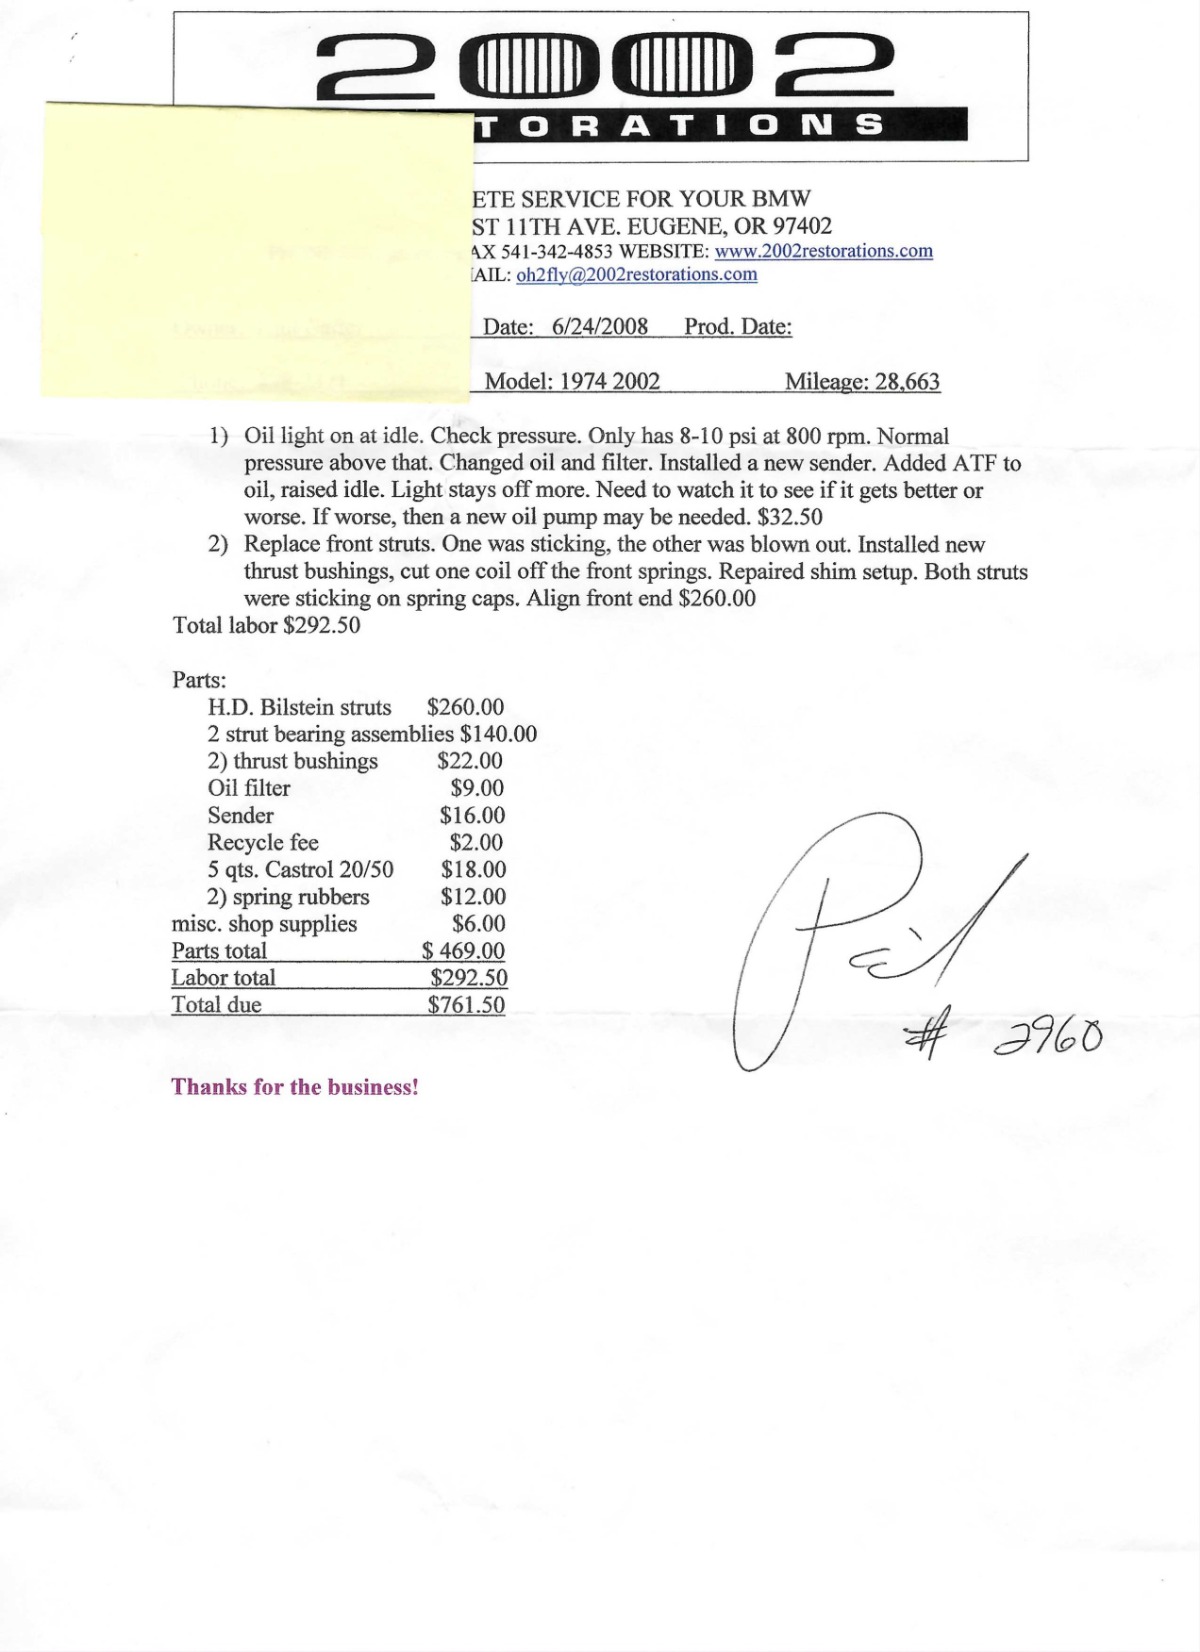 2002
TORATIONS
ETE SERVICE FOR YOUR BMW
ST 11TH AVE. EUGENE, OR 97402
AX 541-342-4853 WEBSITE: www.2002restorations.com
AIL: oh2fly@2002restorations.com
Date: 6/24/2008 Prod. Date:
Model: 1974 2002 Mileage: 28,663
1) Oil light on at idle. Check pressure. Only has 8-10 psi at 800 rpm. Normal
pressure above that. Changed oil and filter. Installed a new sender. Added ATF to
oil, raised idle. Light stays off more. Need to watch it to see if it gets better or
worse. If worse, then a new oil pump may be needed. $32.50
2) Replace front struts. One was sticking, the other was blown out. Installed new
thrust bushings, cut one coil off the front springs. Repaired shim setup. Both struts
were sticking on spring caps. Align front end $260.00
Total labor $292.50
Parts:
H.D. Bilstein struts $260.00
2 strut bearing assemblies $140.00
2) thrust bushings $22.00
Oil filter $9.00
Sender $16.00
Recycle fee $2.00
5 qts. Castrol 20/50 $18.00
2) spring rubbers $12.00
misc. shop supplies $6.00
Parts total $ 469.00
Labor total $292.50
Total due $761.50
Paid
# 2960
Thanks for the business!